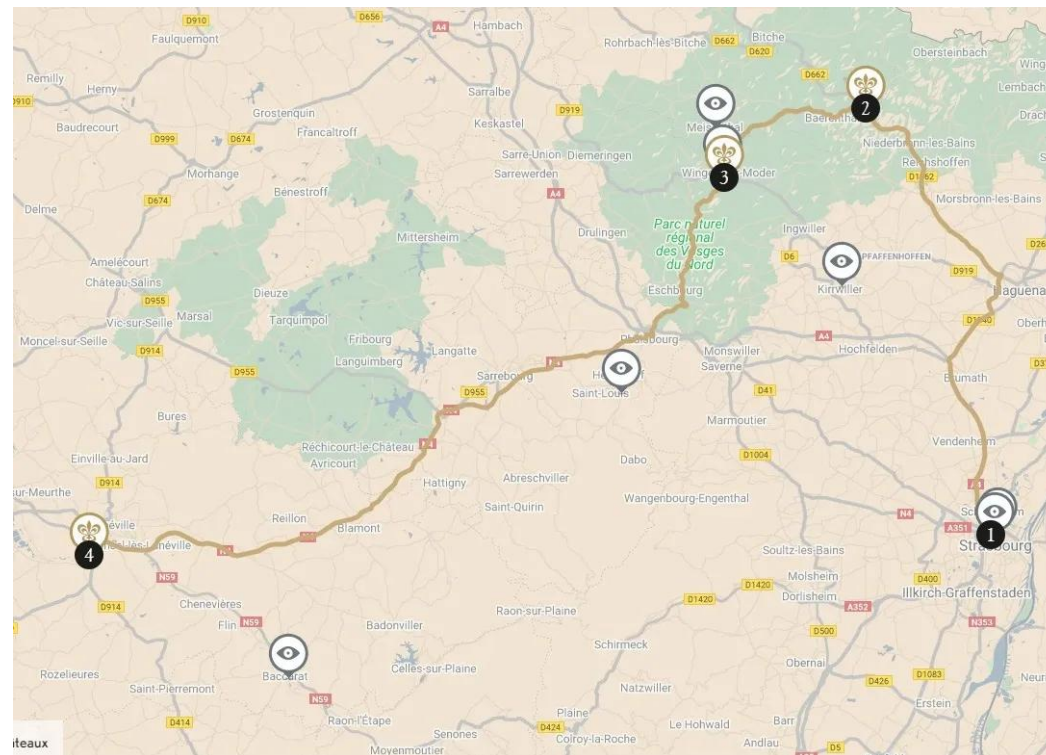 D910
D656
A4
Hambach
Faulquemont
Rohrbach-lès-Bitche
D662
Bitche
D620
Obersteinbach
Remilly
Herny
D662
D910
Sarralbe
Grostenquin
D919
Baudrecourt
D999
D674
Francaltroff
Keskastel
2
Sarre-Union
Diemeringen
Niederbronn-les-Bains
Morhange
Sarrewerden
Reichshoffen
3
Bénestroff
A4
Morsbronn-les-Bains
D674
Delme
Drulingen
Parc naturel
régional
des Vosges
du Nord
Ingwiller
Mittersheim
D6
PFAFFENHOFFEN
D919
Amelécourt
Château-Salins
Kirrwiller
Dieuze
Eschbourg
D955
Marsal
Vic-sur-Seille
Tarquimpol
Moncel-sur-Seille
D914
Fribourg
Langatte
Monswiller
A4
Hochfelden
Languimberg
Saverne
D955
Sarrebourg
D955
Saint-Louis
D41
Brumath
Bures
Marmoutier
Réchicourt-le-Château
Avricourt
N4
Vendenheim
Einville-au-Jard
D914
Hattigny
Abreschviller
Dabo
D1004
Saint-Quirin
Wangenbourg-Engenthal
N4
A351
1
Strasbourg
Reillon
Blamont
4
Soultz-les-Bains
N59
Molsheim
D400
D1420
Illkirch-Graffenstaden
D914
Chenevières
Dorlisheim
A352
D1420
N353
Flin
N59
Badonviller
Raon-sur-Plaine
Schirmeck
D500
Obernai
Baccarat
Celles-sur-Plaine
D1083
D426
Rozelieures
Saint-Pierremont
N59
Natzwiller
Erstein
Raon-l'Étape
Plaine
D414
Senones
D424
Colroy-la-Roche
Le Hohwald
Barr
Moyenmoutier
Andlau
D5